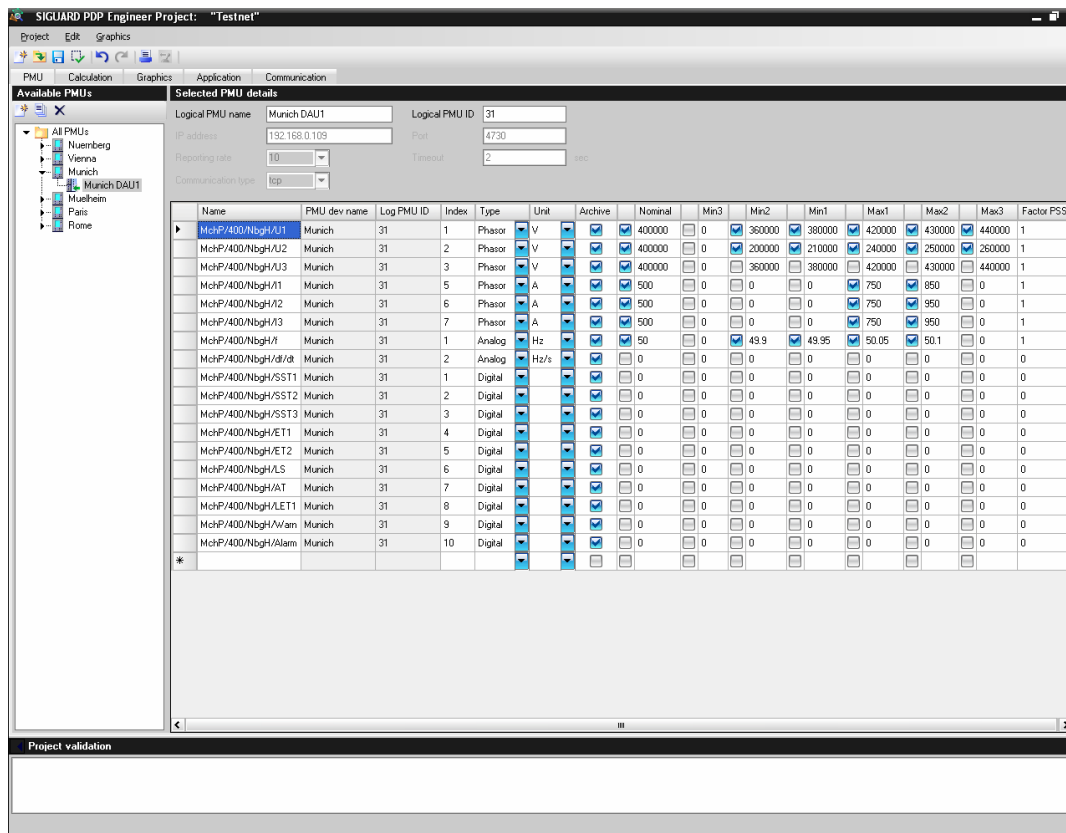 SIGUARD PDP Engineer Project: "Testnet"
Project Edit Graphics
PMU Calculation Graphics Application Communication
Available PMUs
All PMUs
Nuernberg
Vienna
Munich
Munich DAU1
Muelheim
Paris
Rome
Selected PMU details
Logical PMU name Munich DAU1 Logical PMU ID 31
IP address 192.168.0.109 Port 4730
Reporting rate 10 Timeout 2 sec
Communication type tcp
Name PMU dev name Log PMU ID Index Type Unit Archive Nominal Min3 Min2 Min1 Max1 Max2 Max3 Factor PSS
MchP/400/NbgH/U1 Munich 31 1 Phasor V 400000 0 360000 380000 420000 430000 440000 1
MchP/400/NbgH/U2 Munich 31 2 Phasor V 400000 0 200000 210000 240000 250000 260000 1
MchP/400/NbgH/U3 Munich 31 3 Phasor V 400000 0 360000 380000 420000 430000 440000 1
MchP/400/NbgH/I1 Munich 31 5 Phasor A 500 0 0 0 750 850 0 1
MchP/400/NbgH/I2 Munich 31 6 Phasor A 500 0 0 0 750 950 0 1
MchP/400/NbgH/I3 Munich 31 7 Phasor A 500 0 0 0 750 950 0 1
MchP/400/NbgH/f Munich 31 1 Analog Hz 50 0 49.9 49.95 50.05 50.1 0 1
MchP/400/NbgH/df/dt Munich 31 2 Analog Hz/s 0 0 0 0 0 0 0 0
MchP/400/NbgH/SST1 Munich 31 1 Digital 0 0 0 0 0 0 0 0
MchP/400/NbgH/SST2 Munich 31 2 Digital 0 0 0 0 0 0 0 0
MchP/400/NbgH/SST3 Munich 31 3 Digital 0 0 0 0 0 0 0 0
MchP/400/NbgH/ET1 Munich 31 4 Digital 0 0 0 0 0 0 0 0
MchP/400/NbgH/ET2 Munich 31 5 Digital 0 0 0 0 0 0 0 0
MchP/400/NbgH/LS Munich 31 6 Digital 0 0 0 0 0 0 0 0
MchP/400/NbgH/AT Munich 31 7 Digital 0 0 0 0 0 0 0 0
MchP/400/NbgH/LET1 Munich 31 8 Digital 0 0 0 0 0 0 0 0
MchP/400/NbgH/Warn Munich 31 9 Digital 0 0 0 0 0 0 0 0
MchP/400/NbgH/Alarm Munich 31 10 Digital 0 0 0 0 0 0 0 0
Project validation